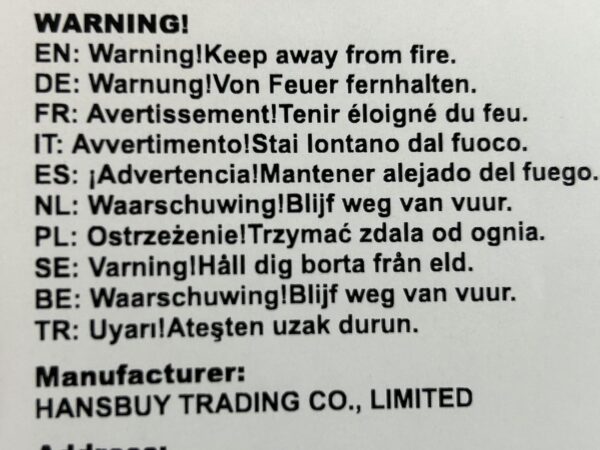 WARNING!
EN: Warning!Keep away from fire.
DE: Warnung!Von Feuer fernhalten.
FR: Avertissement!Tenir éloigné du feu.
IT: Avvertimento!Stai lontano dal fuoco.
ES: ¡Advertencia!Mantener alejado del fuego.
NL: Waarschuwing!Blijf weg van vuur.
PL: Ostrzeżenie!Trzymać zdala od ognia.
SE: Varning!Håll dig borta från eld.
BE: Waarschuwing!Blijf weg van vuur.
TR: Uyarı!Ateşten uzak durun.
Manufacturer:
HANSBUY TRADING CO., LIMITED